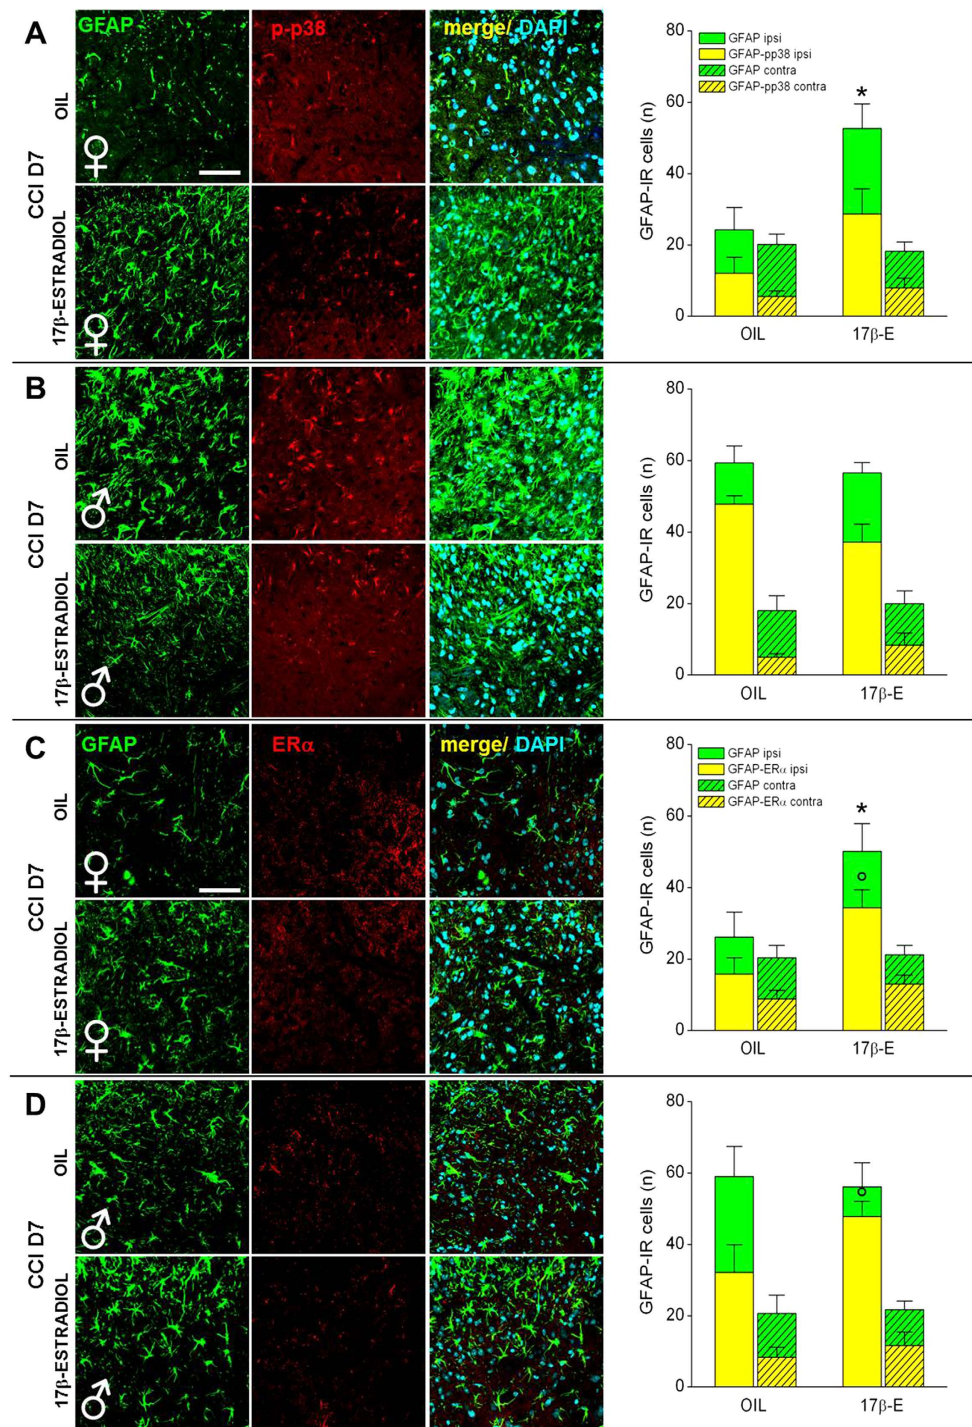 A
GFAP
p-p38
merge/ DAPI
OIL
17β-ESTRADIOL
CCI D7
♀
♀
80
60
40
20
0
GFAP-IR cells (n)
GFAP ipsi
GFAP-pp38 ipsi
GFAP contra
GFAP-pp38 contra
*
OIL
17β-E
B
OIL
17β-ESTRADIOL
CCI D7
♂
♂
80
60
40
20
0
GFAP-IR cells (n)
OIL
17β-E
C
GFAP
ERα
merge/ DAPI
OIL
17β-ESTRADIOL
CCI D7
♀
♀
80
60
40
20
0
GFAP-IR cells (n)
GFAP ipsi
GFAP-ERα ipsi
GFAP contra
GFAP-ERα contra
*
OIL
17β-E
D
OIL
17β-ESTRADIOL
CCI D7
♂
♂
80
60
40
20
0
GFAP-IR cells (n)
OIL
17β-E